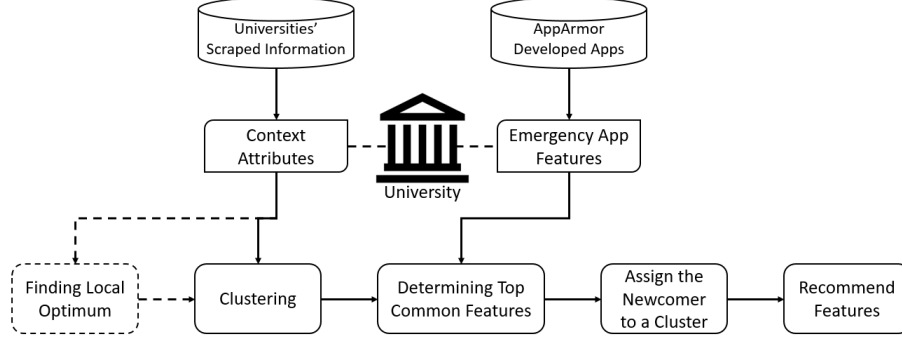 Universities'
Scraped Information
AppArmor
Developed Apps
Context
Attributes
Emergency App
Features
University
Finding Local
Optimum
Clustering
Determining Top
Common Features
Assign the
Newcomer
to a Cluster
Recommend
Features